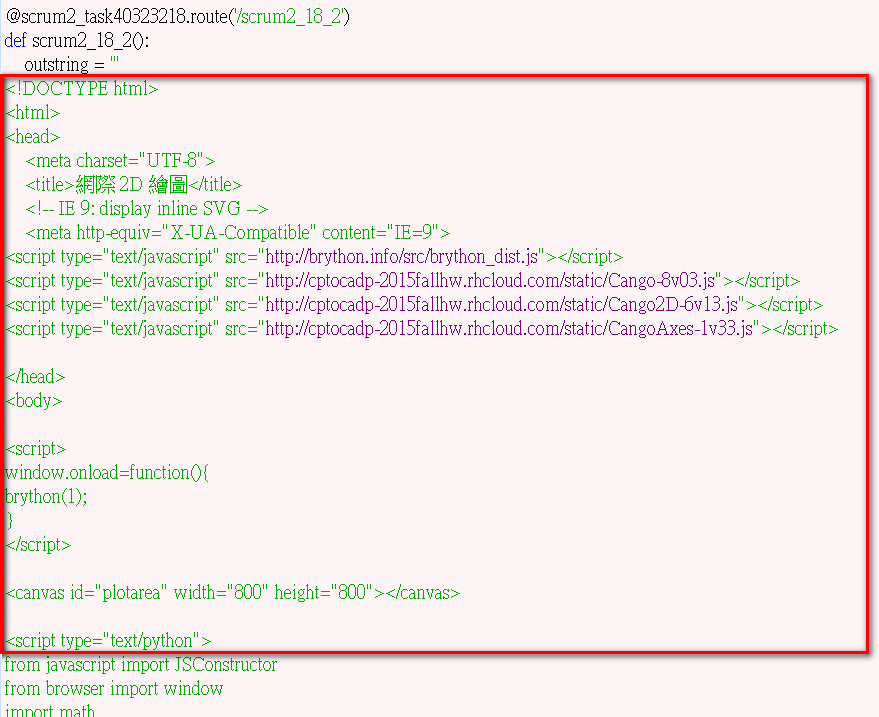 @scrum2_task40323218.route('/scrum2_18_2')
def scrum2_18_2():
    outstring = '''
<!DOCTYPE html>
<html>
<head>
    <meta charset="UTF-8">
    <title>網際 2D 繪圖</title>
    <!-- IE 9: display inline SVG -->
    <meta http-equiv="X-UA-Compatible" content="IE=9">
<script type="text/javascript" src="http://brython.info/src/brython_dist.js"></script>
<script type="text/javascript" src="http://cptocadp-2015fallhw.rhcloud.com/static/Cango-8v03.js"></script>
<script type="text/javascript" src="http://cptocadp-2015fallhw.rhcloud.com/static/Cango2D-6v13.js"></script>
<script type="text/javascript" src="http://cptocadp-2015fallhw.rhcloud.com/static/CangoAxes-1v33.js"></script>
</head>
<body>
<script>
window.onload=function(){
brython(1);
}
</script>
<canvas id="plotarea" width="800" height="800"></canvas>
<script type="text/python">
from javascript import JSConstructor
from browser import window
import math